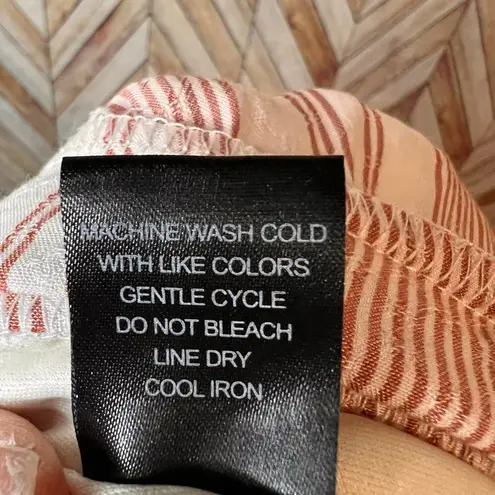 MACHINE WASH COLD
WITH LIKE COLORS
GENTLE CYCLE
DO NOT BLEACH
LINE DRY
COOL IRON